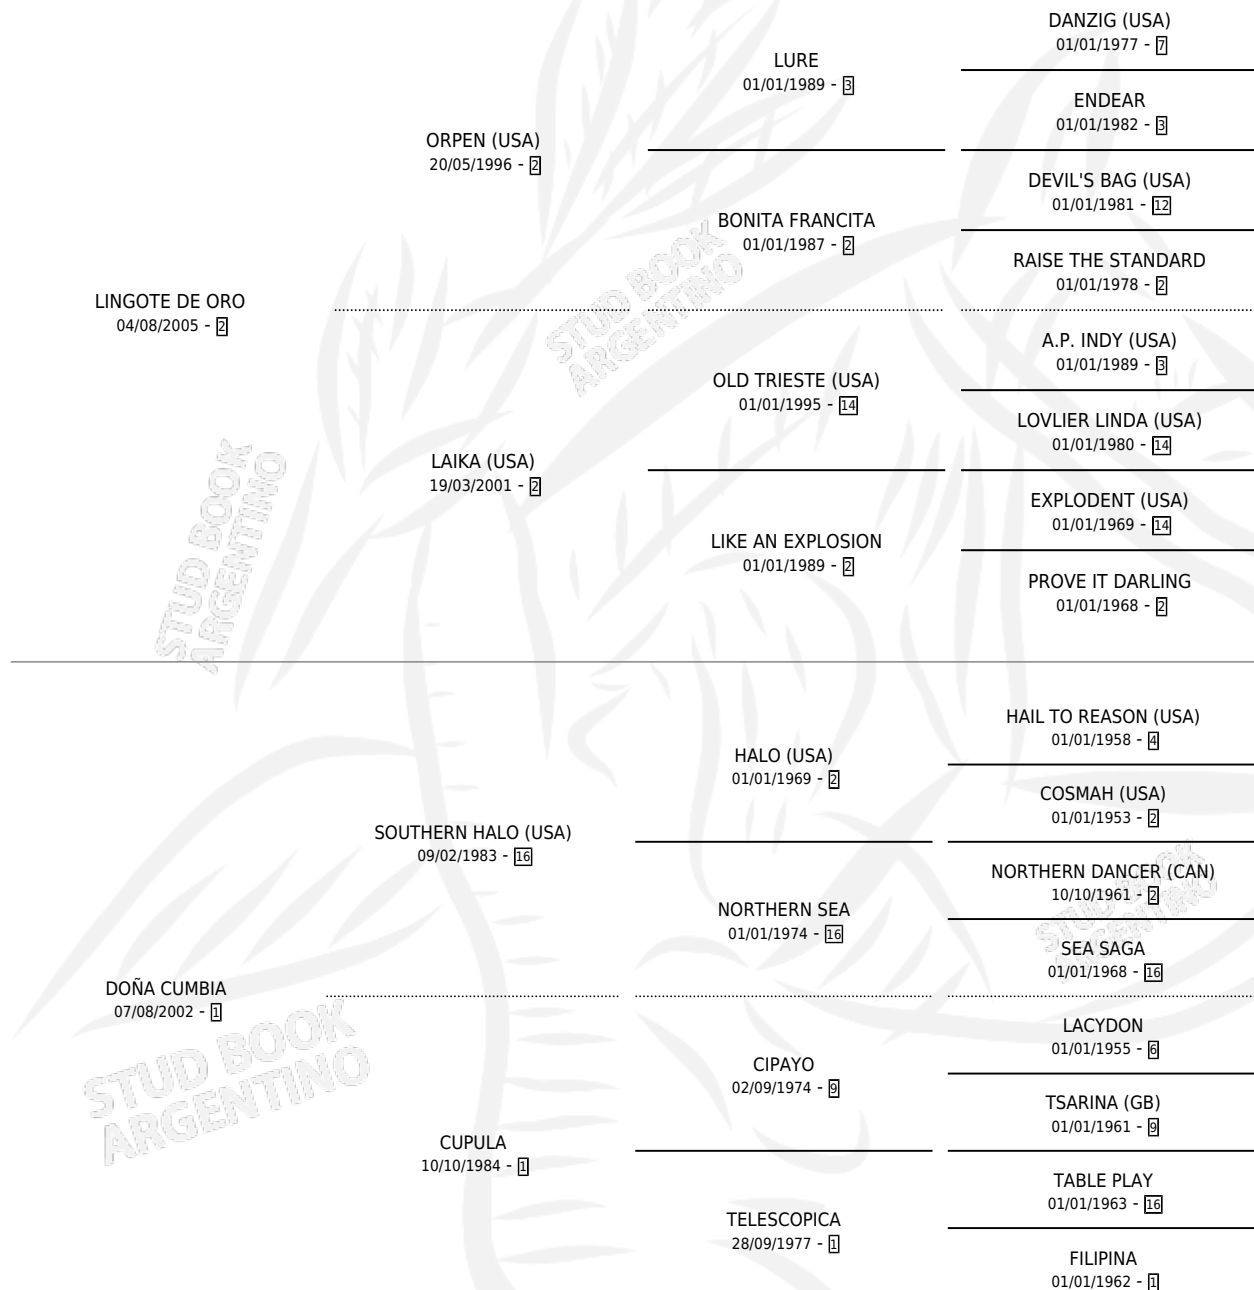 DANZIG (USA)
01/01/1977 - 7
LURE
01/01/1989 - 3
ENDEAR
01/01/1982 - 3
ORPEN (USA)
20/05/1996 - 2
DEVIL'S BAG (USA)
01/01/1981 - 12
BONITA FRANCITA
01/01/1987 - 2
RAISE THE STANDARD
01/01/1978 - 2
LINGOTE DE ORO
04/08/2005 - 2
STUD BOOK
ARGENTINO
A.P. INDY (USA)
01/01/1989 - 3
OLD TRIESTE (USA)
01/01/1995 - 14
LOVLIER LINDA (USA)
01/01/1980 - 14
LAIKA (USA)
19/03/2001 - 2
EXPLODENT (USA)
01/01/1969 - 14
LIKE AN EXPLOSION
01/01/1989 - 2
PROVE IT DARLING
01/01/1968 - 2
STUD BOOK
ARGENTINO
HAIL TO REASON (USA)
01/01/1958 - 4
HALO (USA)
01/01/1969 - 2
COSMAH (USA)
01/01/1953 - 2
SOUTHERN HALO (USA)
09/02/1983 - 16
NORTHERN DANCER (CAN)
10/10/1961 - 2
NORTHERN SEA
01/01/1974 - 16
SEA SAGA
01/01/1968 - 16
STUD BOOK
ARGENTINO
DOÑA CUMBIA
07/08/2002 - 1
STUD BOOK
ARGENTINO
LACYDON
01/01/1955 - 6
CIPAYO
02/09/1974 - 9
TSARINA (GB)
01/01/1961 - 9
CUPULA
10/10/1984 - 1
TABLE PLAY
01/01/1963 - 16
TELESCOPICA
28/09/1977 - 1
FILIPINA
01/01/1962 - 1